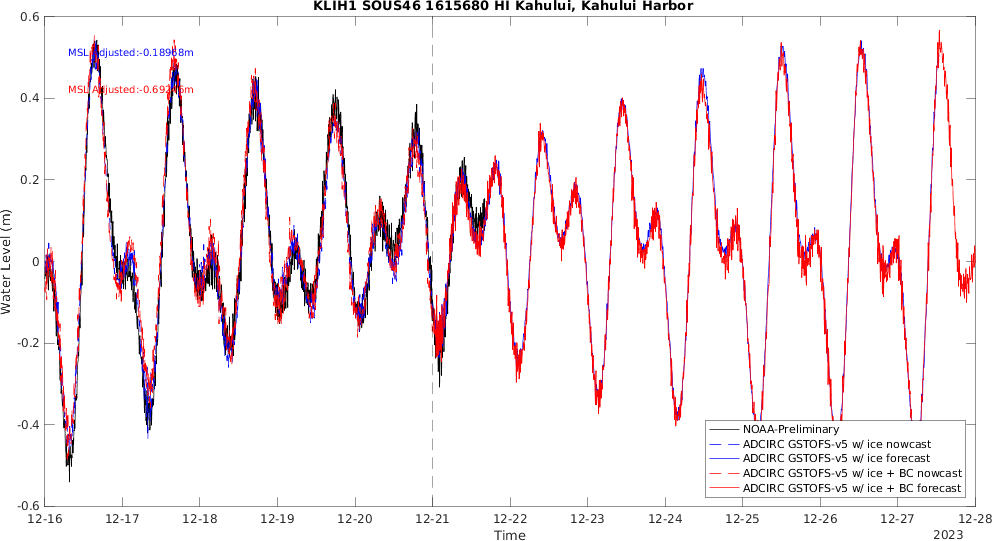 KLIH1 SOUS46 1615680 HI Kahului, Kahului Harbor
0.6
MSL Adjusted:-0.18968m
MSL Adjusted:
0.4
0.2
0
-0.2
-0.4
-0.6
Water Level (m)
NOAA-Preliminary
ADCIRC GSTOFS-v5 w/ ice nowcast
ADCIRC GSTOFS-v5 w/ ice forecast
ADCIRC GSTOFS-v5 w/ ice + BC nowcast
ADCIRC GSTOFS-v5 w/ ice + BC forecast
12-16 12-17 12-18 12-19 12-20 12-21 12-22 12-23 12-24 12-25 12-26 12-27 12-28
Time
2023